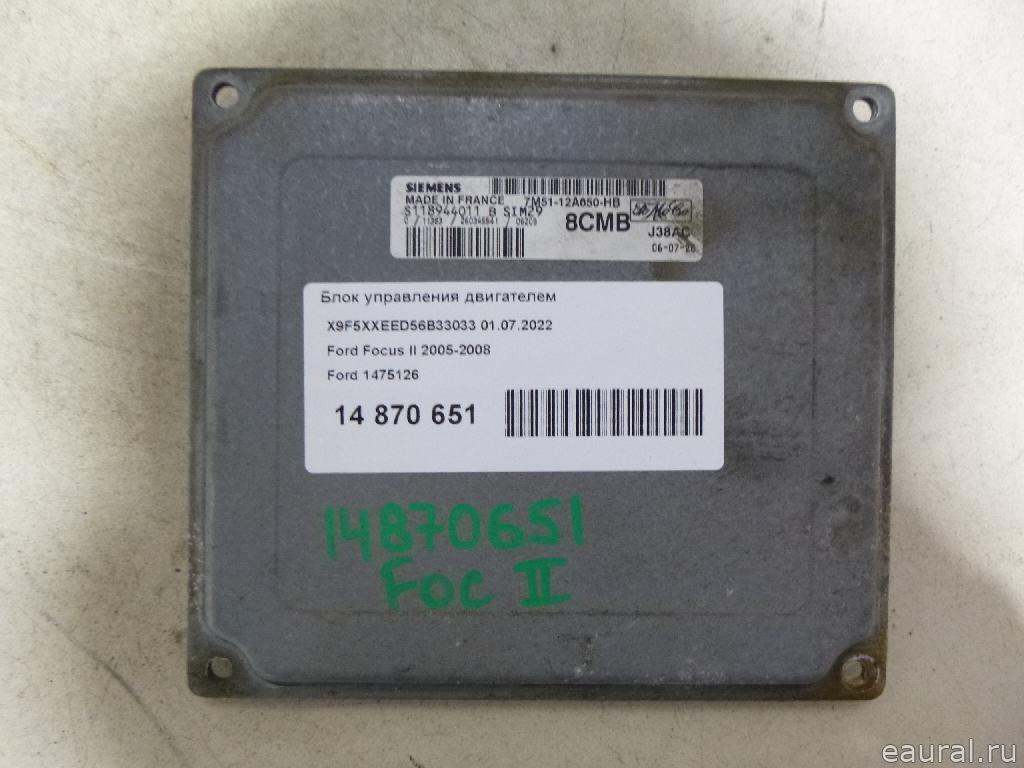 SIEMENS
MADE IN FRANCE 7M51-12A650-HB
S118944011 B SIM29
8CMB
J38AC
Блок управления двигателем
X9F5XXEED56B33033 01.07.2022
Ford Focus II 2005-2008
Ford 1475126
14 870 651
14870651
FOC II
eaural.ru